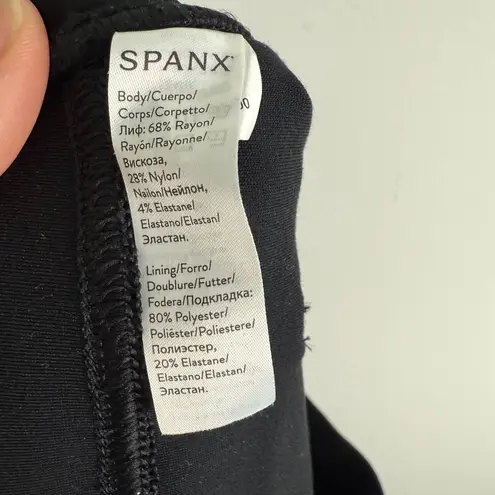 SPANX
Body/Cuerpo/
Corps/Corpetto/
Лиф: 68% Rayon/
Rayón/Rayonne/
Вискоза,
28% Nylon/
Nailon/Нейлон,
4% Elastane/
Elastano/Elastan/
Эластан.
Lining/Forro/
Doublure/Futter/
Fodera/Подкладка:
80% Polyester/
Poliéster/Poliestere/
Полиэстер,
20% Elastane/
Elastano/Elastan/
Эластан.